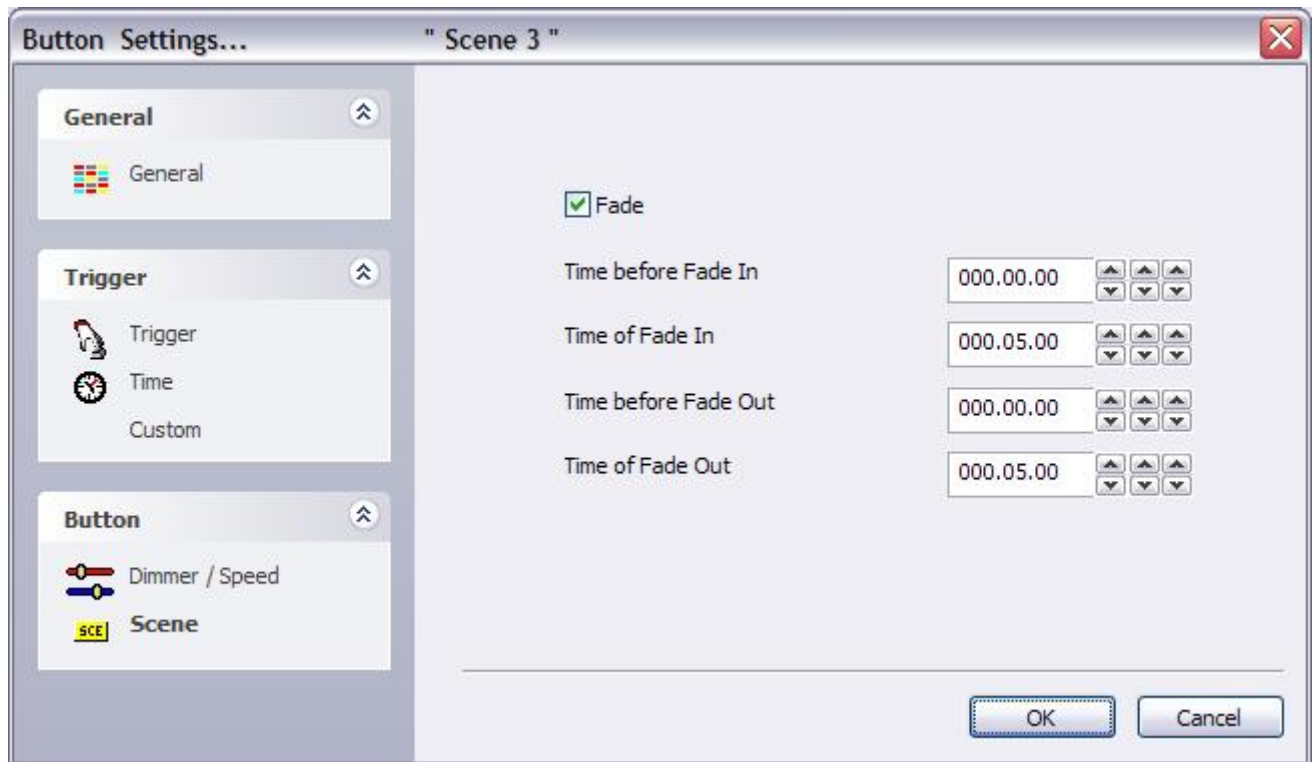 Button Settings... " Scene 3 "
General
General
Trigger
Trigger
Time
Custom
Button
Dimmer / Speed
SCE Scene
Fade
Time before Fade In 000.00.00
Time of Fade In 000.05.00
Time before Fade Out 000.00.00
Time of Fade Out 000.05.00
OK Cancel